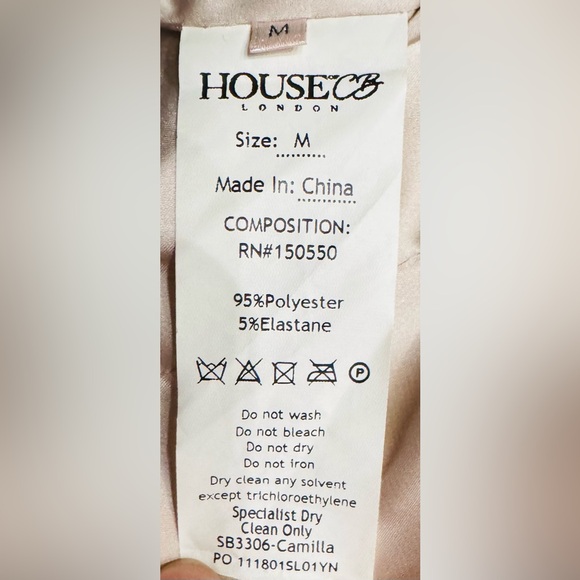 M
HOUSE OF CB
LONDON
Size: M
Made In: China
COMPOSITION:
RN#150550
95%Polyester
5%Elastane
P
Do not wash
Do not bleach
Do not dry
Do not iron
Dry clean any solvent
except trichloroethylene
Specialist Dry
Clean Only
SB3306-Camilla
PO 111801SL01YN